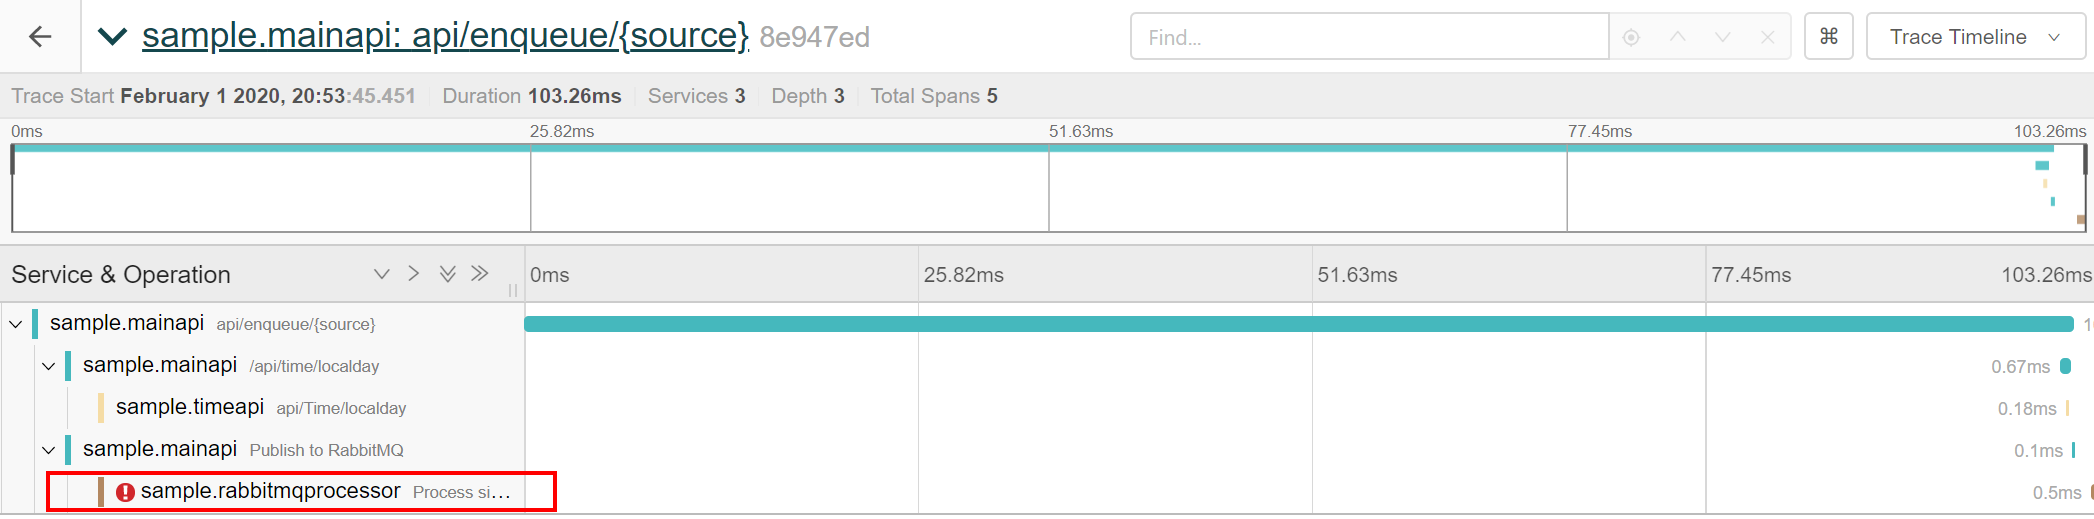 sample.mainapi: api/enqueue/{source} 8e947ed Find... ⌘ Trace Timeline
Trace Start February 1 2020, 20:53:45.451 Duration 103.26ms Services 3 Depth 3 Total Spans 5
0ms 25.82ms 51.63ms 77.45ms 103.26ms
Service & Operation 0ms 25.82ms 51.63ms 77.45ms 103.26ms
sample.mainapi api/enqueue/{source}
sample.mainapi /api/time/localday 0.67ms
sample.timeapi api/Time/localday 0.18ms
sample.mainapi Publish to RabbitMQ 0.1ms
sample.rabbitmqprocessor Process si... 0.5ms